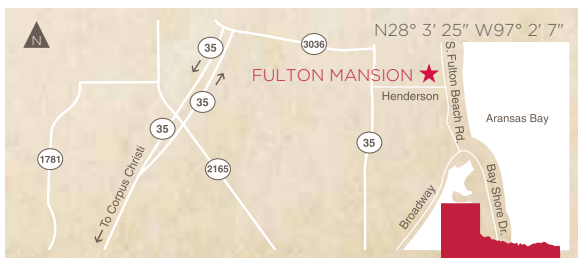 N28° 3' 25" W97° 2' 7"
N
35
3036
S. Fulton Beach Rd.
FULTON MANSION
Henderson
35
Aransas Bay
35
35
1781
2165
To Corpus Christi
Broadway
Bay Shore Dr.